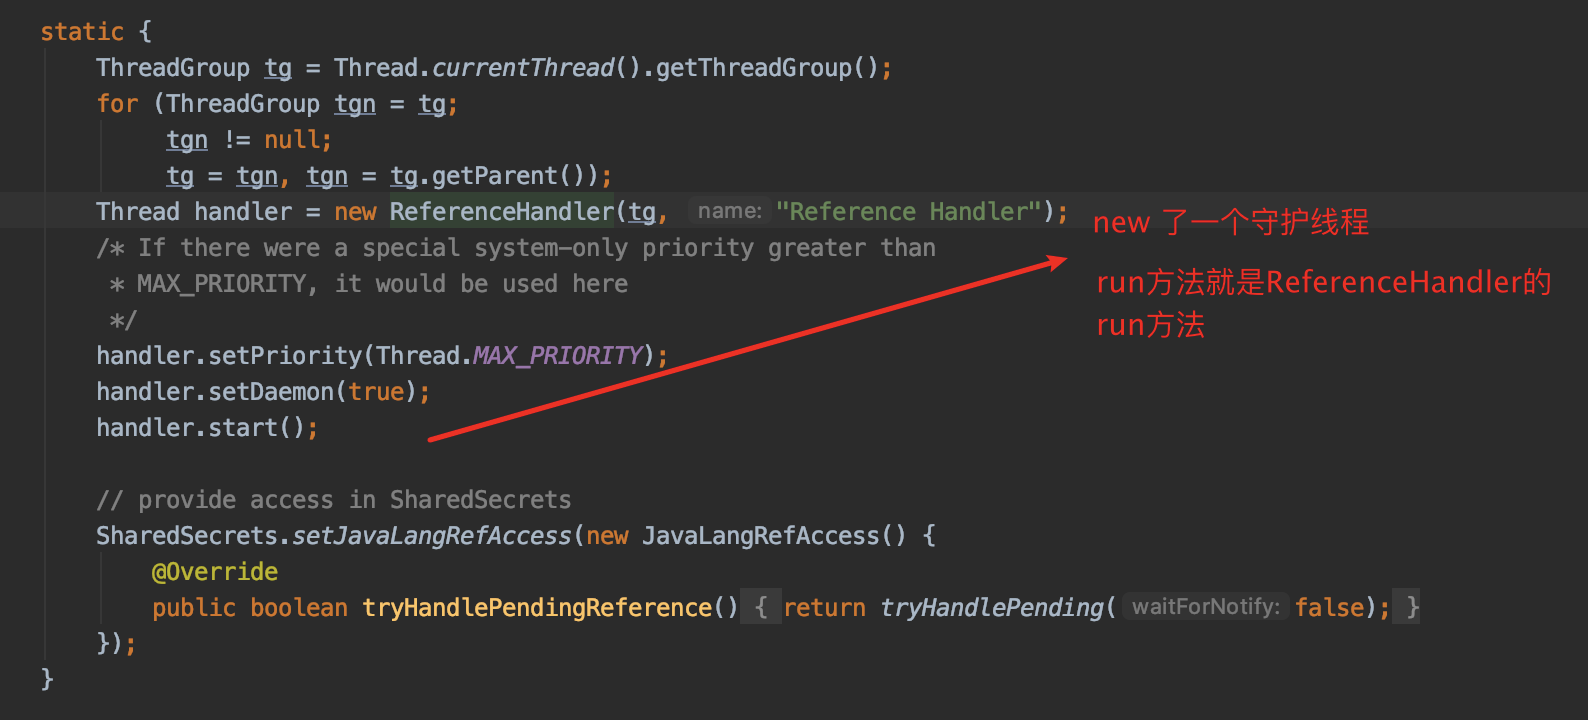 static {
ThreadGroup tg = Thread.currentThread().getThreadGroup();
for (ThreadGroup tgn = tg;
tgn != null;
tg = tgn, tgn = tg.getParent());
Thread handler = new ReferenceHandler(tg, name: "Reference Handler");
new 了一个守护线程
/* If there were a special system-only priority greater than
* MAX_PRIORITY, it would be used here
run方法就是ReferenceHandler的
run方法
*/
handler.setPriority(Thread.MAX_PRIORITY);
handler.setDaemon(true);
handler.start();
// provide access in SharedSecrets
SharedSecrets.setJavaLangRefAccess(new JavaLangRefAccess() {
@Override
public boolean tryHandlePendingReference() { return tryHandlePending( waitForNotify: false); }
});
}